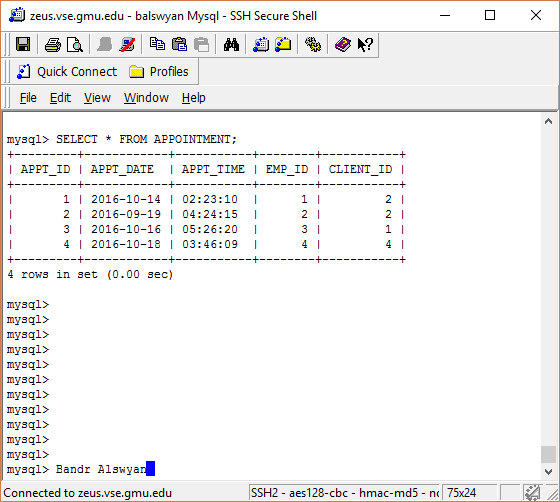 zeus.vse.gmu.edu - balswyan Mysql - SSH Secure Shell
Quick Connect Profiles
File Edit View Window Help
mysql> SELECT * FROM APPOINTMENT;
+---------+------------+-----------+--------+-----------+
| APPT_ID | APPT_DATE  | APPT_TIME | EMP_ID | CLIENT_ID |
+---------+------------+-----------+--------+-----------+
|       1 | 2016-10-14 | 02:23:10  |      1 |         2 |
|       2 | 2016-09-19 | 04:24:15  |      2 |         2 |
|       3 | 2016-10-16 | 05:26:20  |      3 |         1 |
|       4 | 2016-10-18 | 03:46:09  |      4 |         4 |
+---------+------------+-----------+--------+-----------+
4 rows in set (0.00 sec)
mysql>
mysql>
mysql>
mysql>
mysql>
mysql>
mysql>
mysql>
mysql>
mysql>
mysql>
mysql> Bandr Alswyan
Connected to zeus.vse.gmu.edu SSH2 - aes128-cbc - hmac-md5 - 75x24